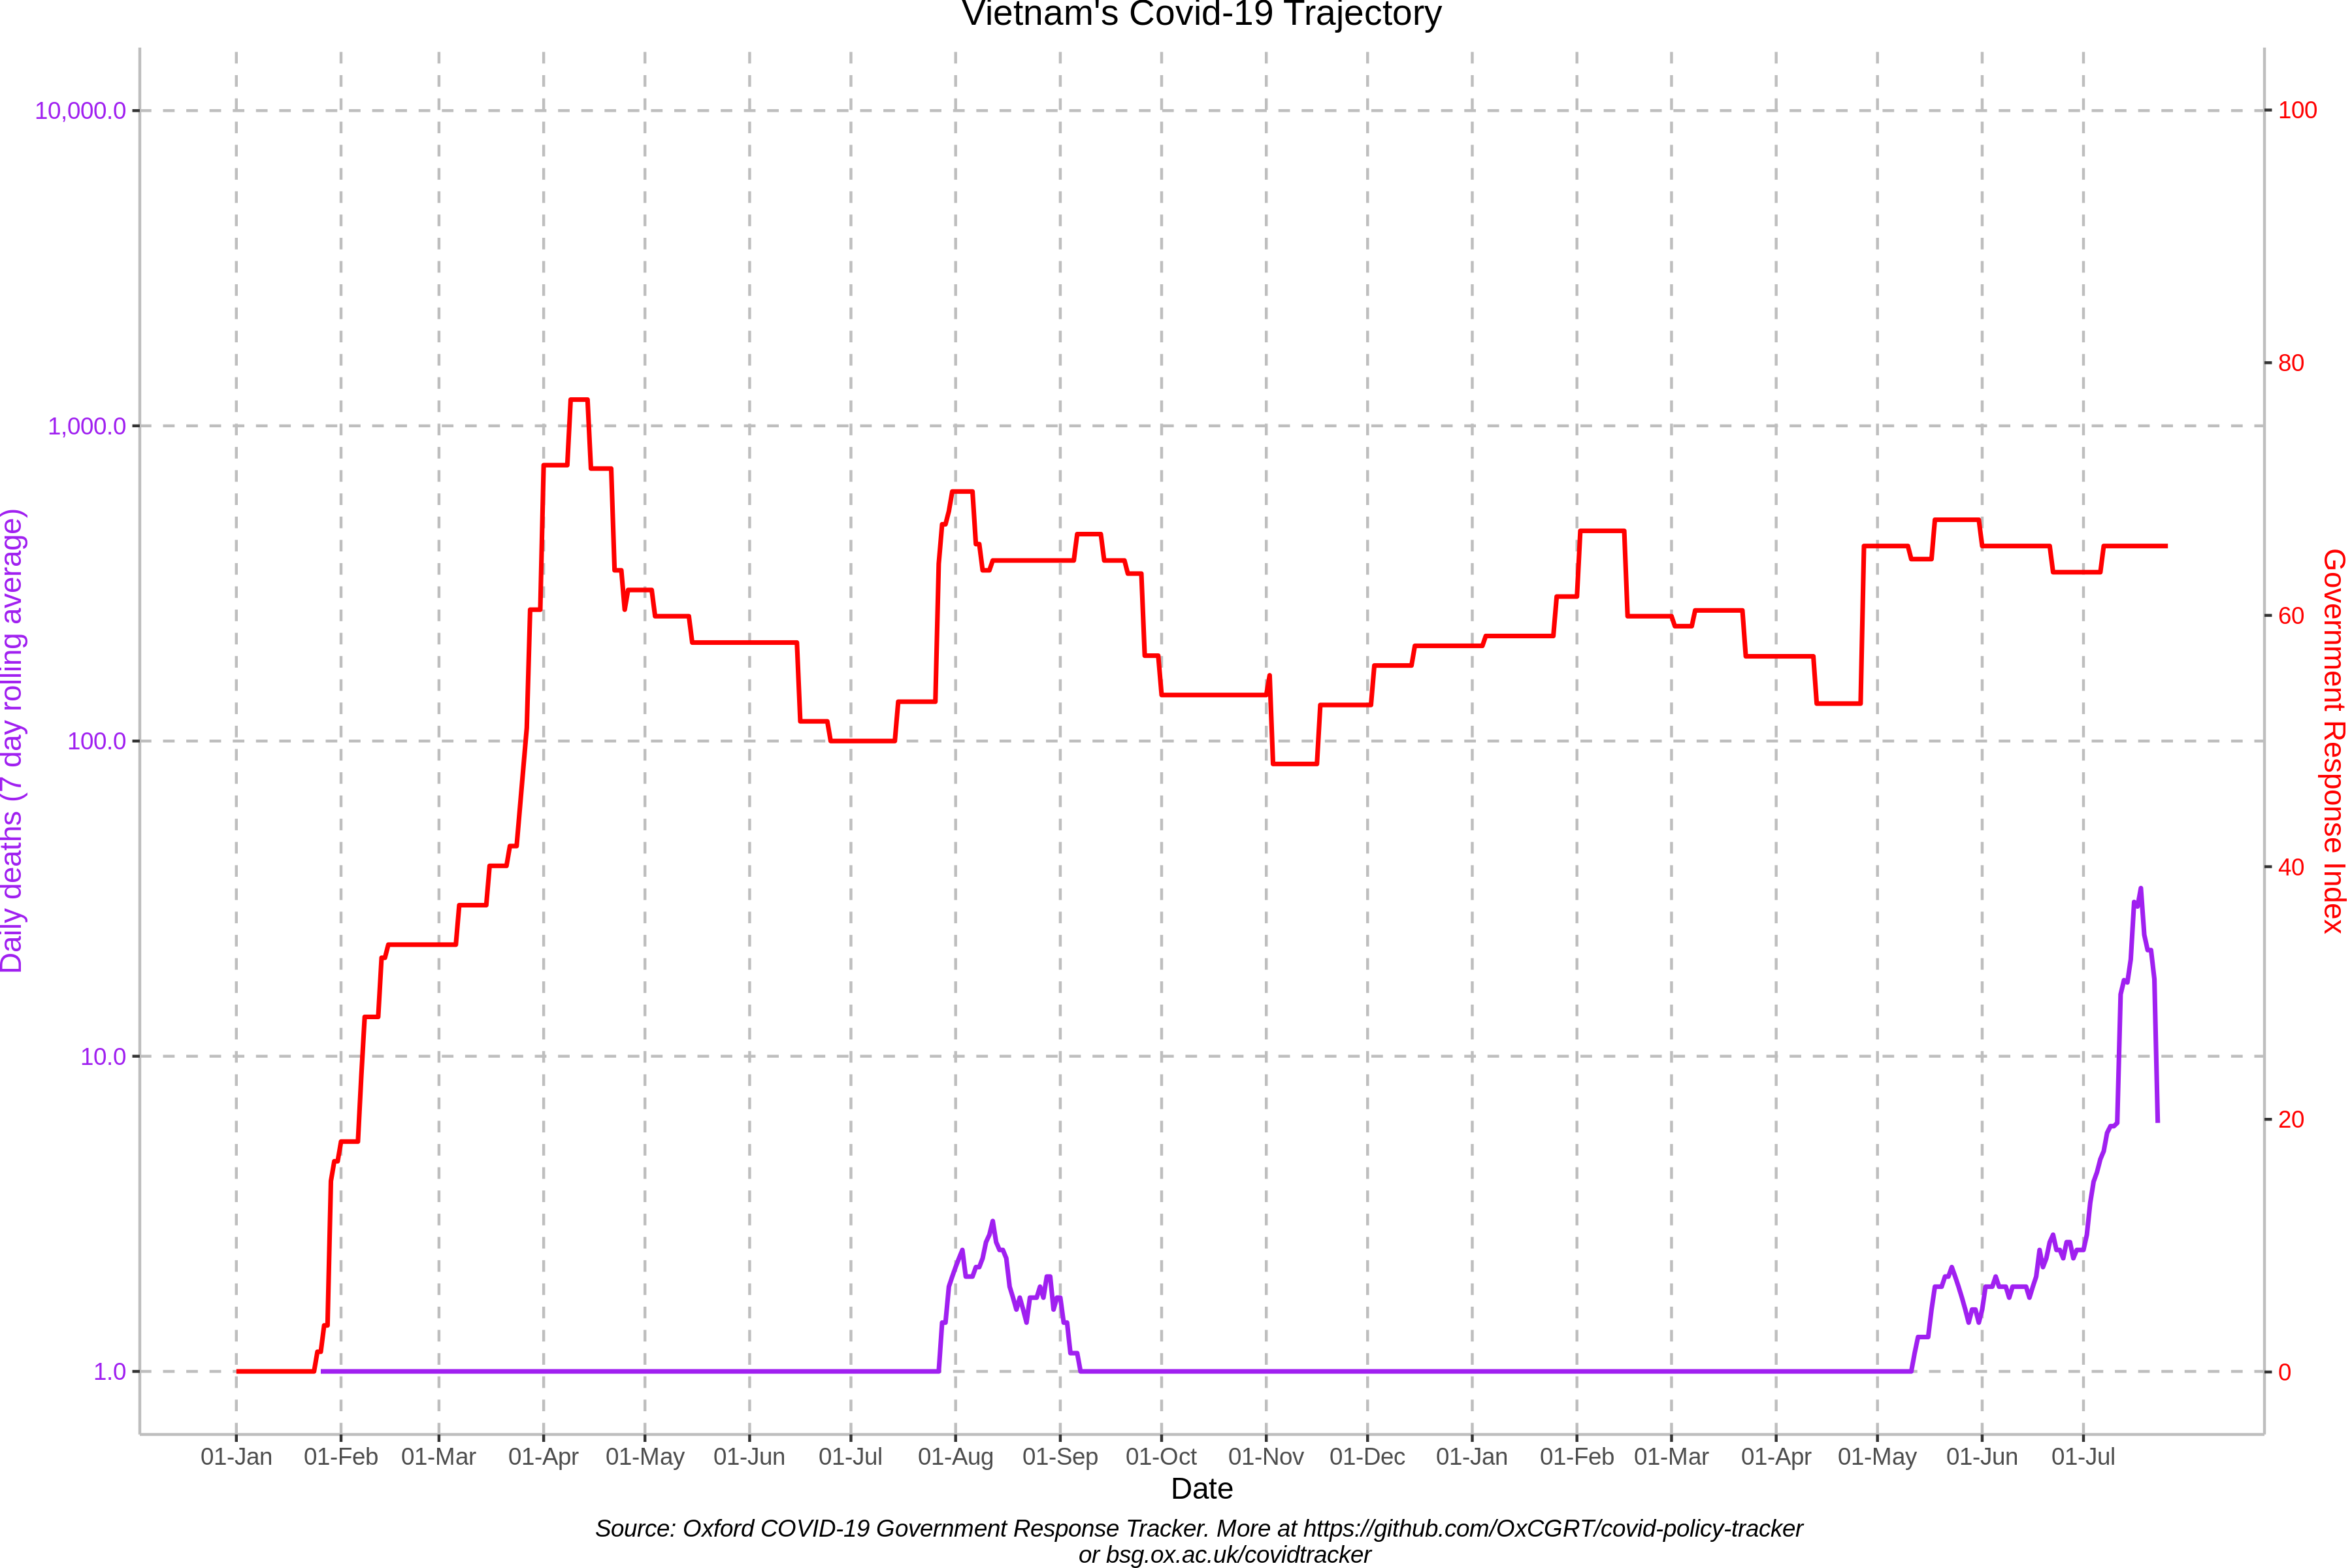 Vietnam's Covid-19 Trajectory
Daily deaths (7 day rolling average)
10,000.0
1,000.0
100.0
10.0
1.0
100
80
60
40
20
0
Government Response Index
01-Jan 01-Feb 01-Mar 01-Apr 01-May 01-Jun 01-Jul 01-Aug 01-Sep 01-Oct 01-Nov 01-Dec 01-Jan 01-Feb 01-Mar 01-Apr 01-May 01-Jun 01-Jul
Date
Source: Oxford COVID-19 Government Response Tracker. More at https://github.com/OxCGRT/covid-policy-tracker
or bsg.ox.ac.uk/covidtracker